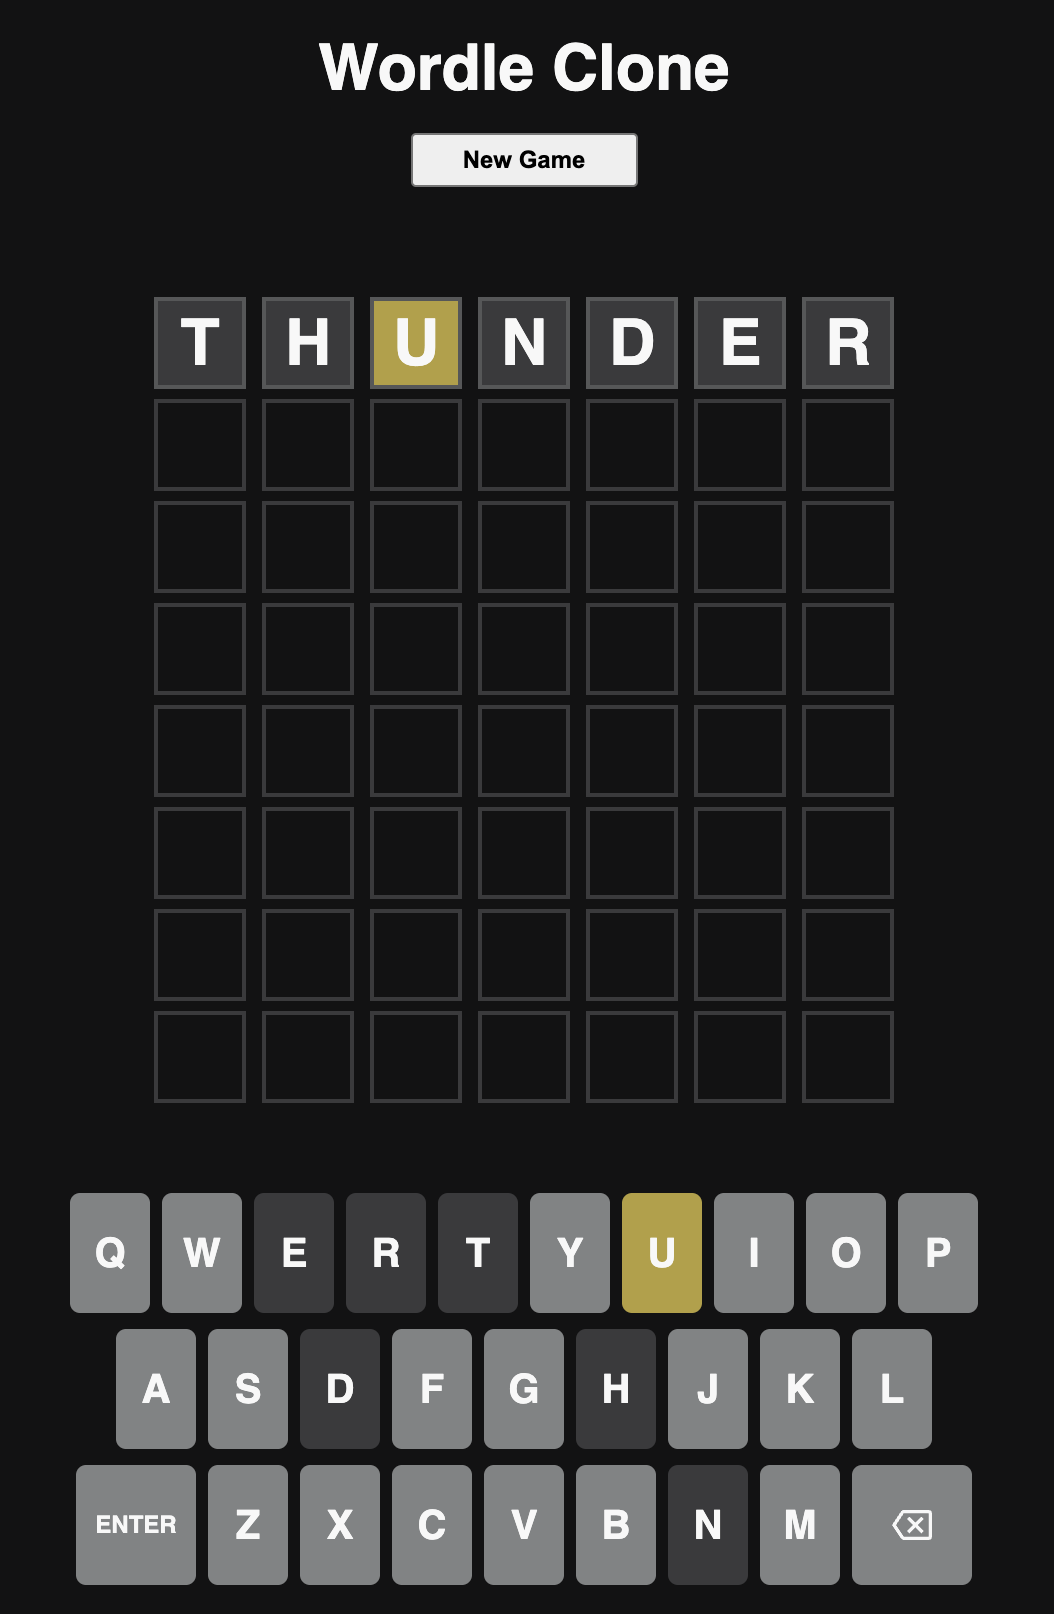 Wordle Clone
New Game
T H U N D E R
Q W E R T Y U I O P
A S D F G H J K L
ENTER Z X C V B N M